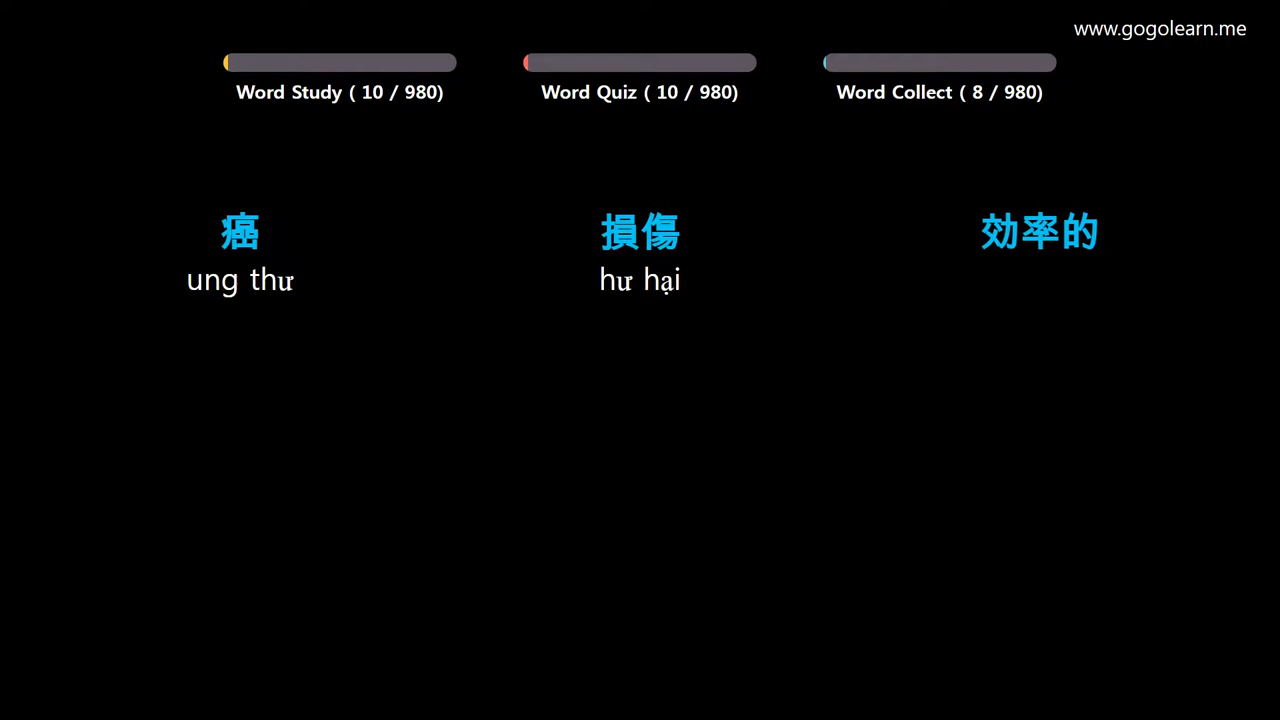 www.gogolearn.me
Word Study ( 10 / 980)
Word Quiz ( 10 / 980)
Word Collect ( 8 / 980)
癌
ung thư
損傷
hư hại
効率的